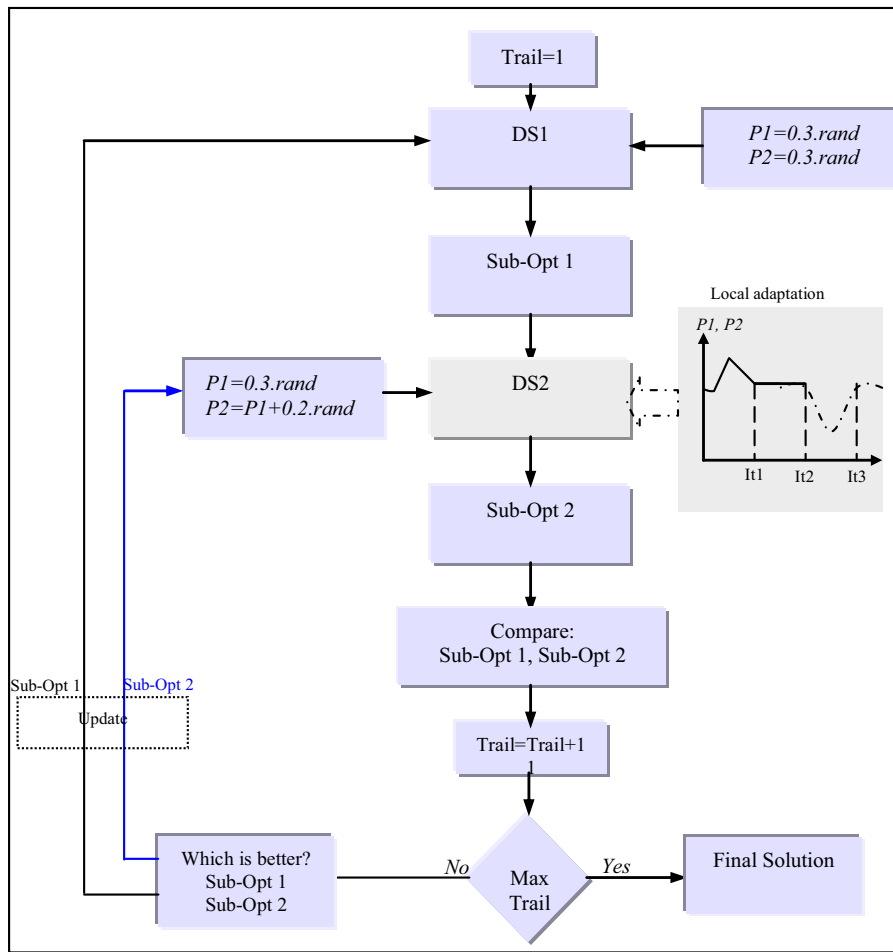 Trail=1
DS1
P1=0.3.rand
P2=0.3.rand
Sub-Opt 1
Local adaptation
P1, P2
It1
It2
It3
P1=0.3.rand
P2=P1+0.2.rand
DS2
Sub-Opt 2
Compare:
Sub-Opt 1, Sub-Opt 2
Sub-Opt 1
Sub-Opt 2
Update
Trail=Trail+1
1
Max
Trail
No
Yes
Which is better?
Sub-Opt 1
Sub-Opt 2
Final Solution